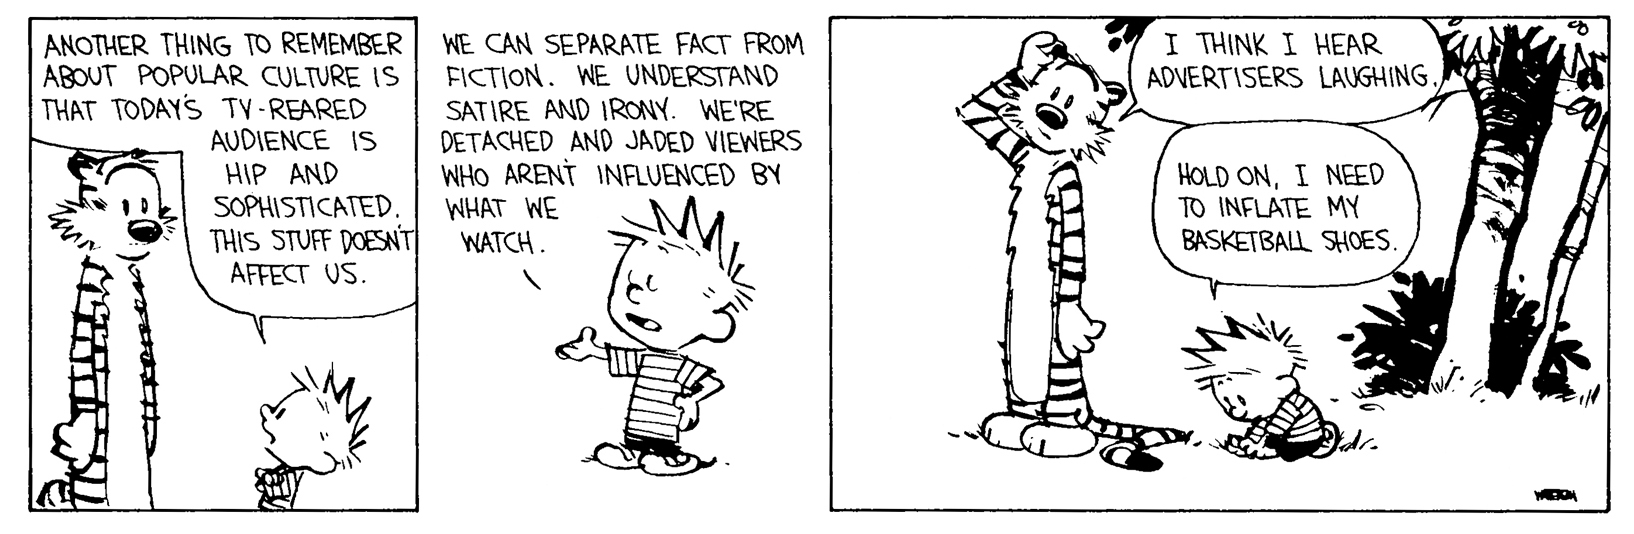 ANOTHER THING TO REMEMBER
ABOUT POPULAR CULTURE IS
THAT TODAY'S TV-REARED
AUDIENCE IS
HIP AND
SOPHISTICATED.
THIS STUFF DOESN'T
AFFECT US.
WE CAN SEPARATE FACT FROM
FICTION. WE UNDERSTAND
SATIRE AND IRONY. WE'RE
DETACHED AND JADED VIEWERS
WHO AREN'T INFLUENCED BY
WHAT WE
WATCH.
I THINK I HEAR
ADVERTISERS LAUGHING.
HOLD ON, I NEED
TO INFLATE MY
BASKETBALL SHOES.